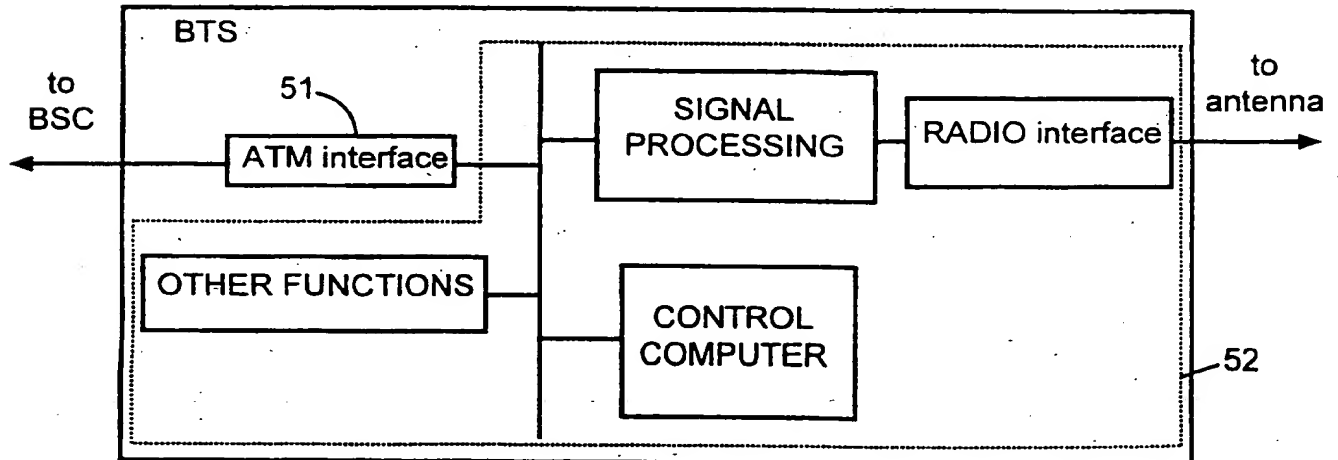 BTS
to
BSC
51
ATM interface
SIGNAL
PROCESSING
RADIO interface
to
antenna
OTHER FUNCTIONS
CONTROL
COMPUTER
52